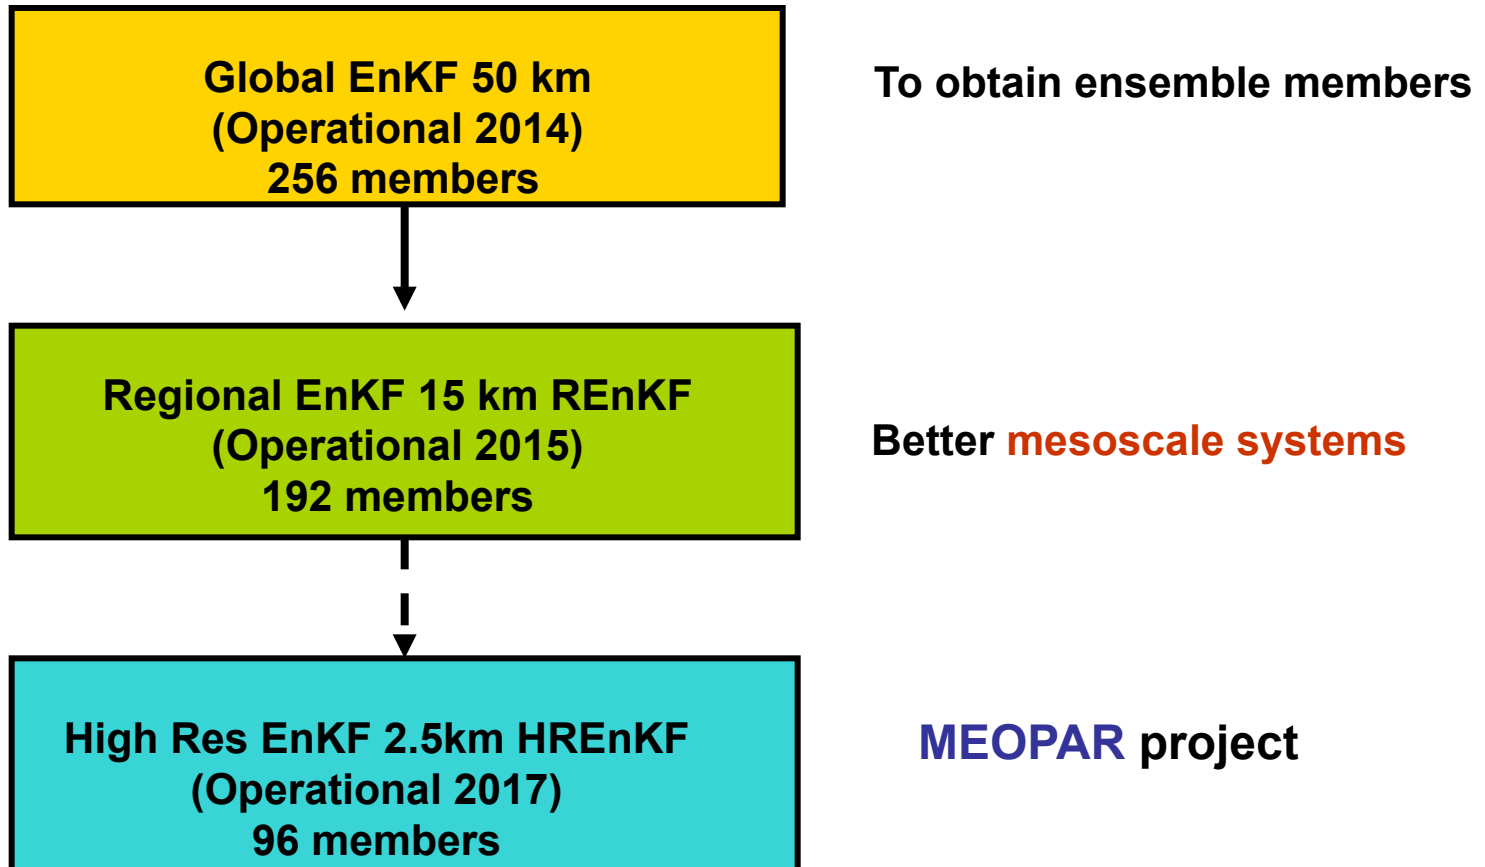 Global EnKF 50 km
(Operational 2014)
256 members
To obtain ensemble members
Regional EnKF 15 km REnKF
(Operational 2015)
192 members
Better mesoscale systems
High Res EnKF 2.5km HREnKF
(Operational 2017)
96 members
MEOPAR project